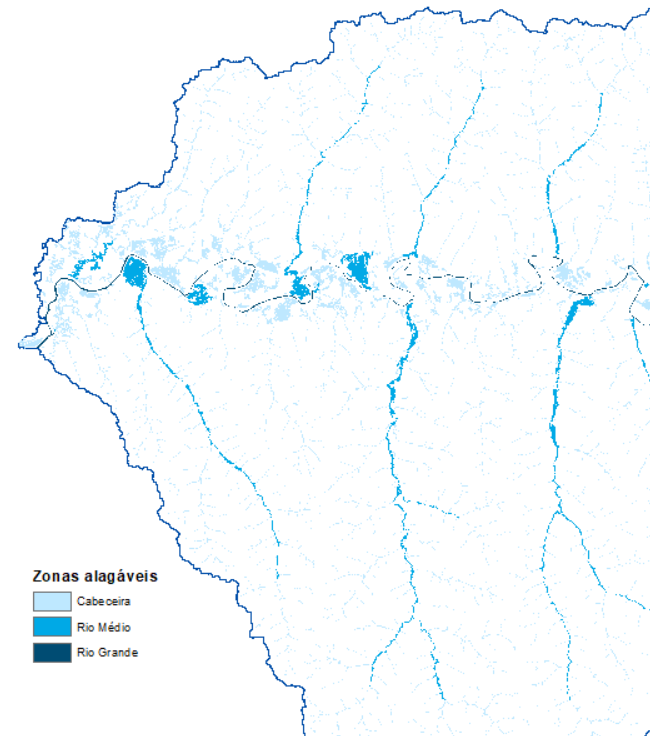 Zonas alagáveis
Cabeceira
Rio Médio
Rio Grande